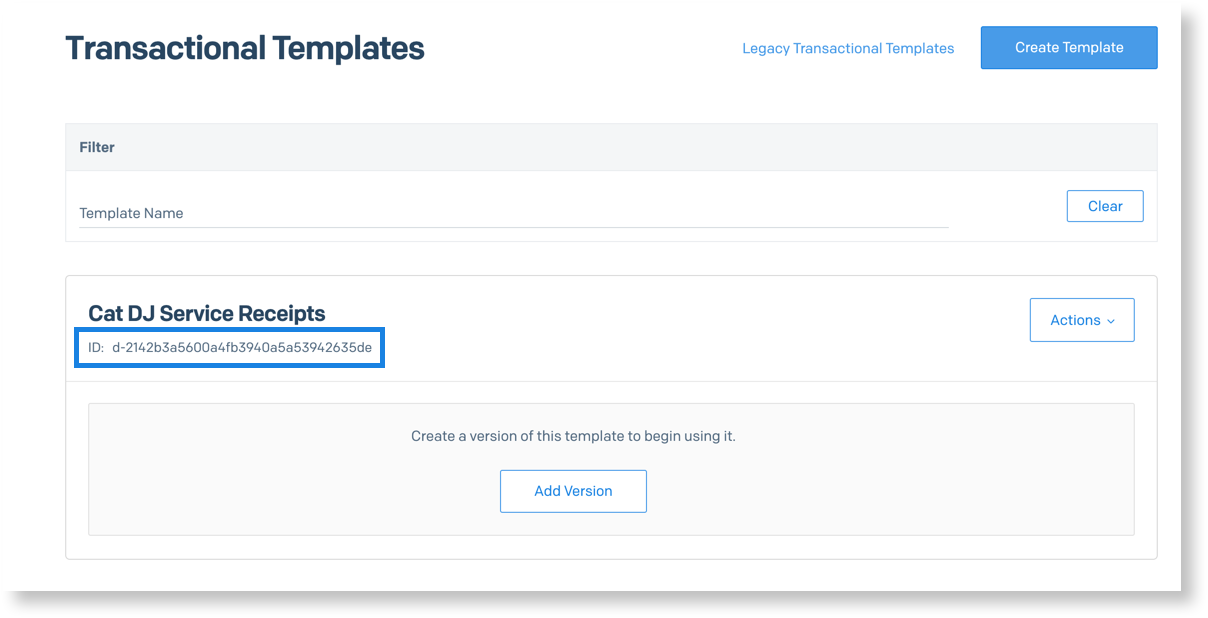 Transactional Templates
Legacy Transactional Templates
Create Template
Filter
Template Name
Clear
Cat DJ Service Receipts
Actions
ID: d-2142b3a5600a4fb3940a5a53942635de
Create a version of this template to begin using it.
Add Version